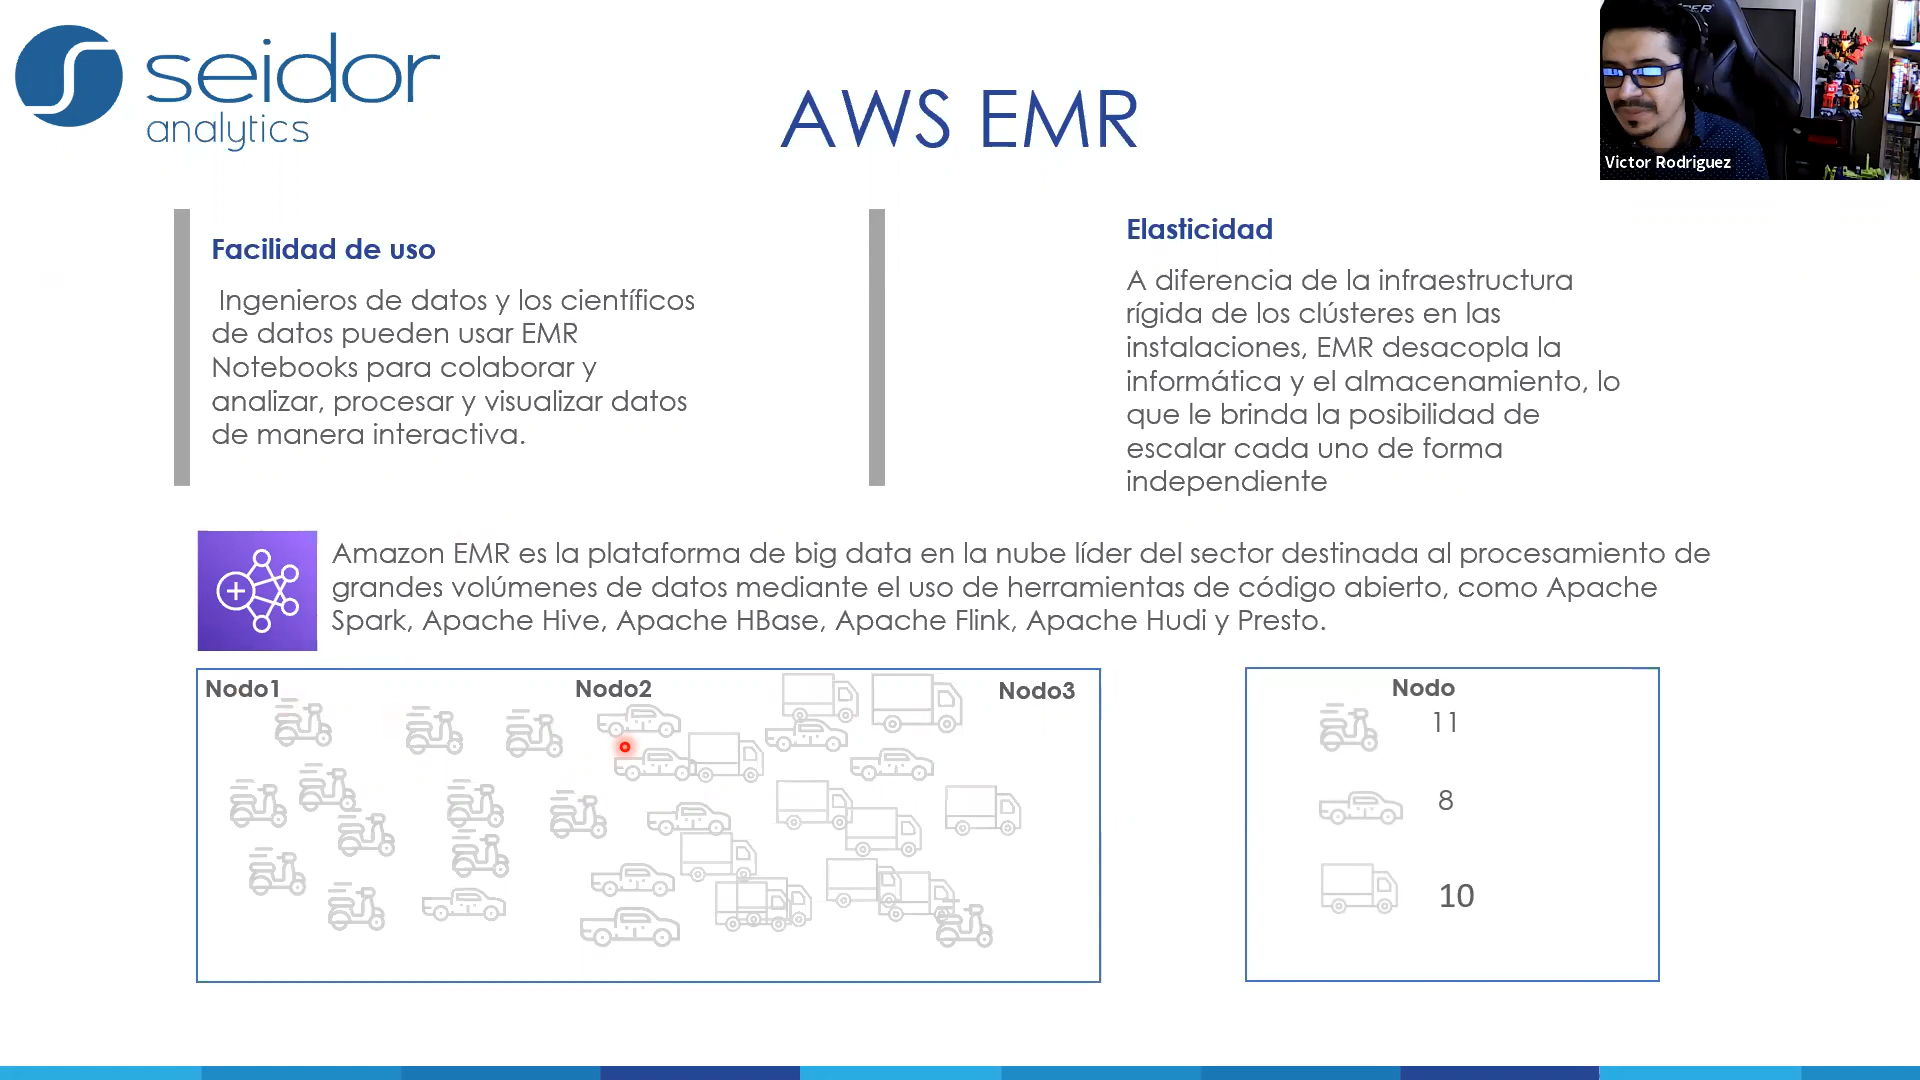 seidor
analytics
AWS EMR
Victor Rodriguez
Facilidad de uso
Ingenieros de datos y los científicos
de datos pueden usar EMR
Notebooks para colaborar y
analizar, procesar y visualizar datos
de manera interactiva.
Elasticidad
A diferencia de la infraestructura
rígida de los clústeres en las
instalaciones, EMR desacopla la
informática y el almacenamiento, lo
que le brinda la posibilidad de
escalar cada uno de forma
independiente
Amazon EMR es la plataforma de big data en la nube líder del sector destinada al procesamiento de
grandes volúmenes de datos mediante el uso de herramientas de código abierto, como Apache
Spark, Apache Hive, Apache HBase, Apache Flink, Apache Hudi y Presto.
Nodo1
Nodo2
Nodo3
Nodo
11
8
10